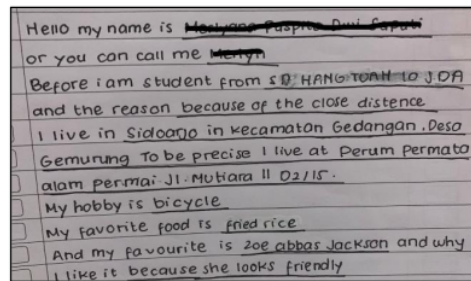 Hello my name is
or you can call me
Before i am student from SD HANG TUAH 10 JDA
and the reason because of the close distence
I live in Sidoarjo in kecamatan Gedangan. Desa
Gemurung To be precise I live at Perum Permata
alam permai Jl. Mutiara II 02/15.
My hobby is bicycle
My favorite food is fried rice
And my favourite is zoe abbas jackson and why
I like it because she looks friendly